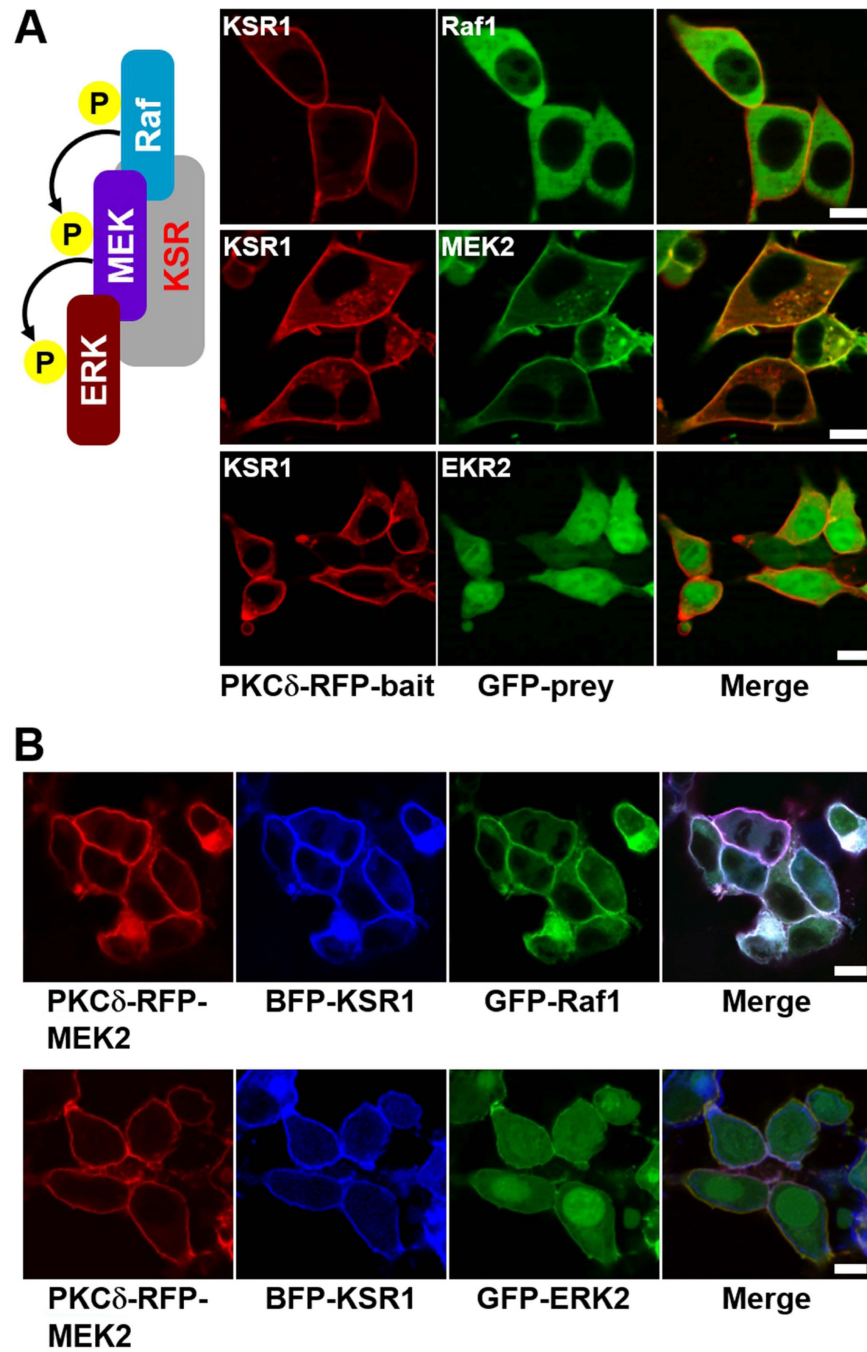 A
P
Raf
P
MEK
KSR
P
ERK
KSR1 Raf1
KSR1 MEK2
KSR1 EKR2
PKCδ-RFP-bait GFP-prey Merge
B
PKCδ-RFP- BFP-KSR1 GFP-Raf1 Merge
MEK2
PKCδ-RFP- BFP-KSR1 GFP-ERK2 Merge
MEK2